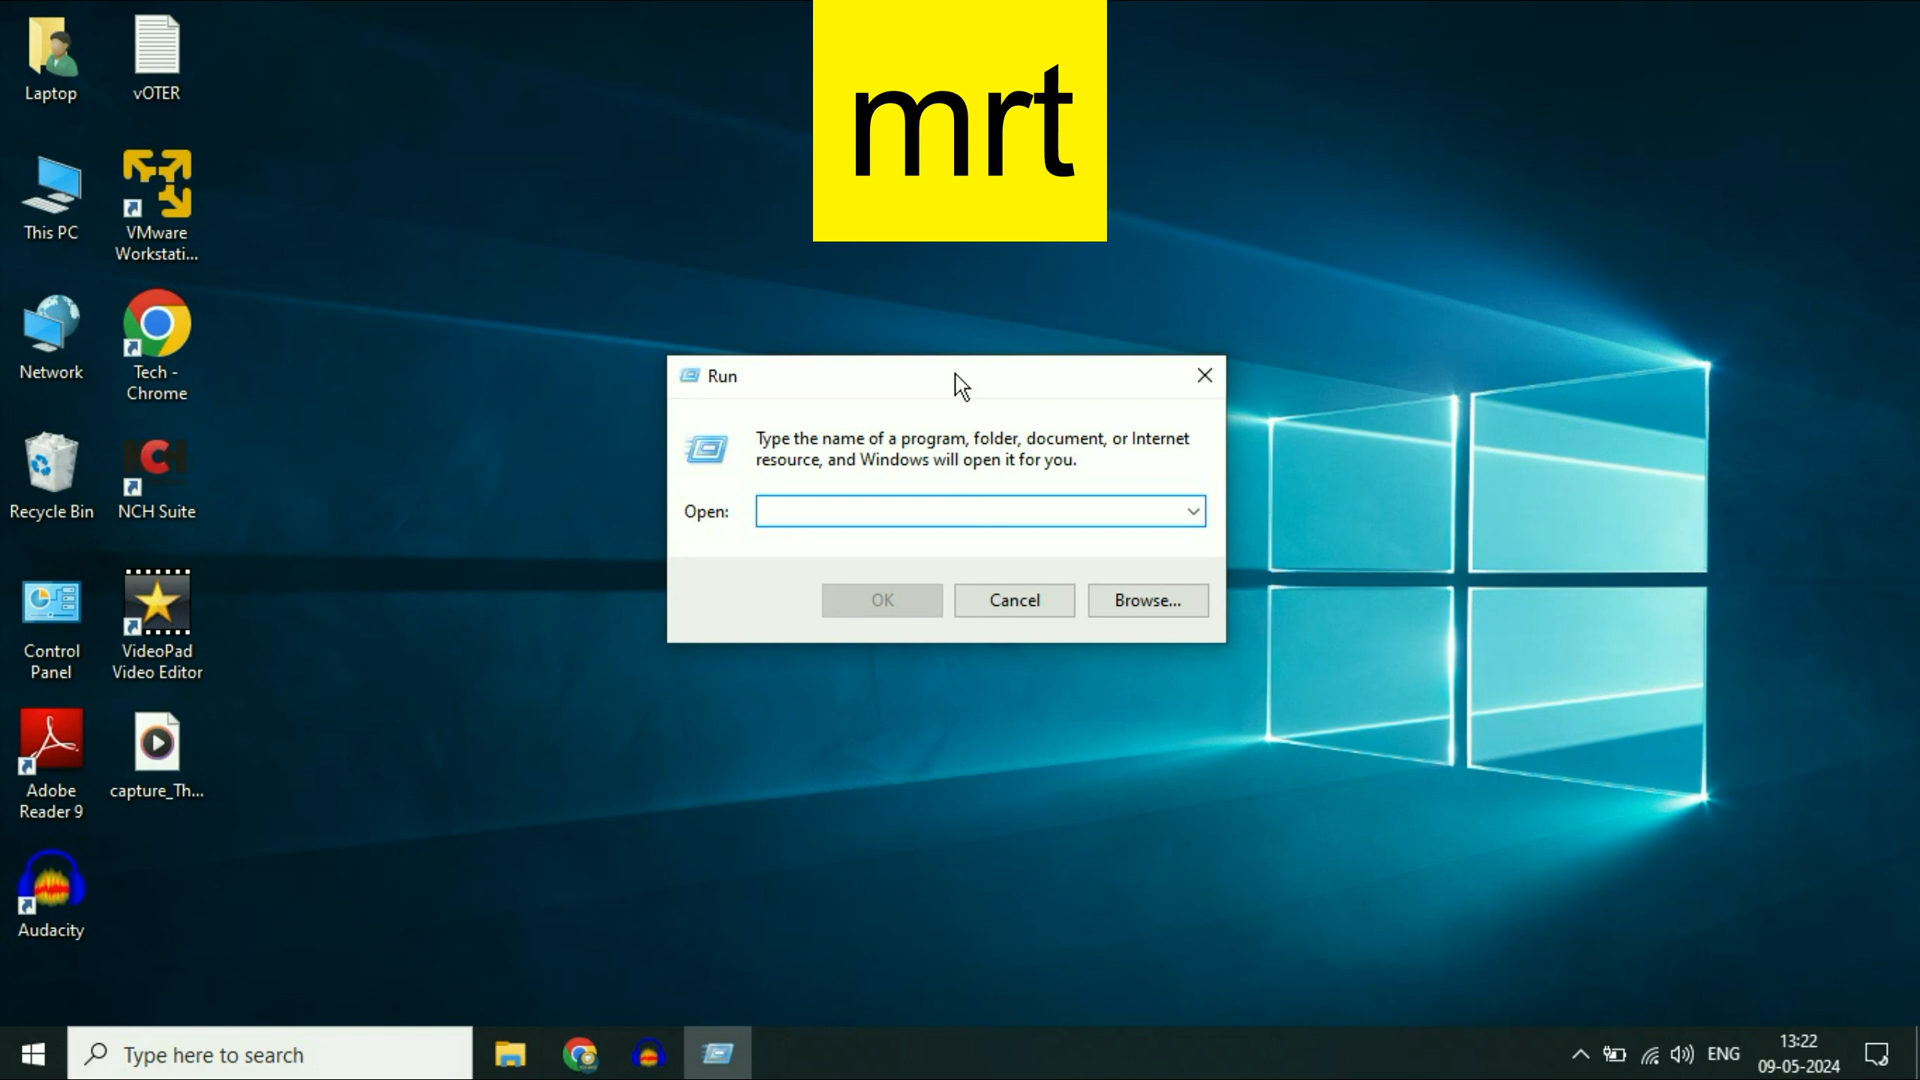 mrt
Laptop
vOTER
This PC
VMware
Workstati...
Network
Tech -
Chrome
Recycle Bin
NCH Suite
Control
Panel
VideoPad
Video Editor
Adobe
Reader 9
capture_Th...
Audacity
Run
Type the name of a program, folder, document, or Internet
resource, and Windows will open it for you.
Open:
OK
Cancel
Browse...
Type here to search
ENG
13:22
09-05-2024